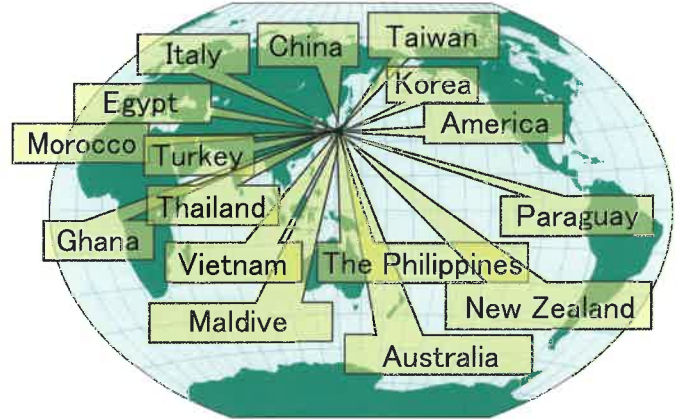 Taiwan
China
Italy
Korea
Egypt
America
Morocco
Turkey
Thailand
Paraguay
Ghana
Vietnam
The Philippines
New Zealand
Maldive
Australia